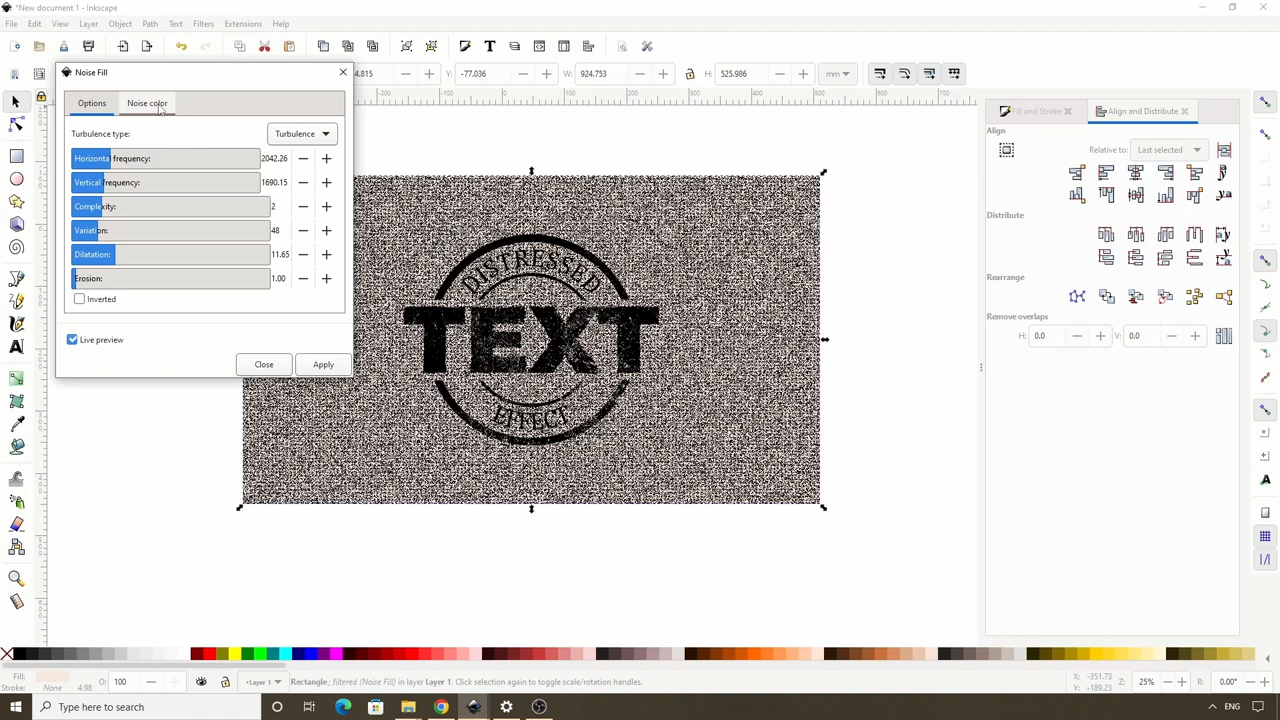 *New document 1 - Inkscape
File Edit View Layer Object Path Text Filters Extensions Help
4.815 Y: -77.036 W: 924.753 H: 525.986 mm
Noise Fill
Options Noise color
Turbulence type: Turbulence
Horizontal frequency: 2042.26
Vertical frequency: 1690.15
Complexity: 2
Variation: 48
Dilatation: 11.65
Erosion: 1.00
Inverted
Live preview
Close Apply
DISTRESSED
TEXT
EFFECT
Fill and Stroke Align and Distribute
Align
Relative to: Last selected
Distribute
Rearrange
Remove overlaps
H: 0.0 V: 0.0
Fill:
Stroke: None 4.98
O: 100
Layer 1
Rectangle; filtered (Noise Fill) in layer Layer 1. Click selection again to toggle scale/rotation handles.
X: -351.73
Y: -189.23
Z: 25%
R: 0.00°
Type here to search
ENG